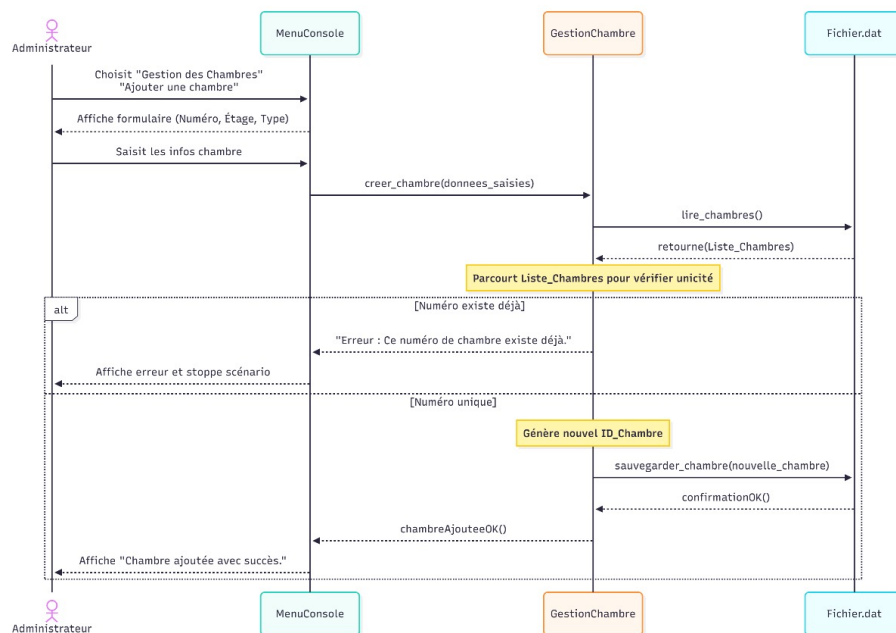 Administrateur
MenuConsole
GestionChambre
Fichier.dat
Choisit "Gestion des Chambres"
"Ajouter une chambre"
Affiche formulaire (Numéro, Étage, Type)
Saisit les infos chambre
creer_chambre(donnees_saisies)
lire_chambres()
retourne(Liste_Chambres)
Parcourt Liste_Chambres pour vérifier unicité
alt
[Numéro existe déjà]
"Erreur : Ce numéro de chambre existe déjà."
Affiche erreur et stoppe scénario
[Numéro unique]
Génère nouvel ID_Chambre
sauvegarder_chambre(nouvelle_chambre)
confirmationOK()
chambreAjouteeOK()
Affiche "Chambre ajoutée avec succès."
Administrateur
MenuConsole
GestionChambre
Fichier.dat